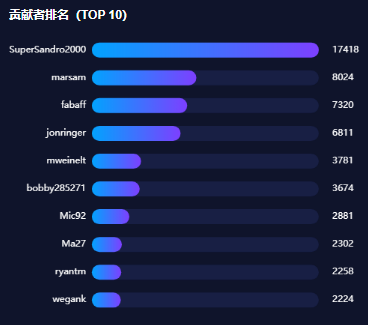 贡献者排名（TOP 10）
SuperSandro2000 17418
marsam 8024
fabaff 7320
jonringer 6811
mweinelt 3781
bobby285271 3674
Mic92 2881
Ma27 2302
ryantm 2258
wegank 2224